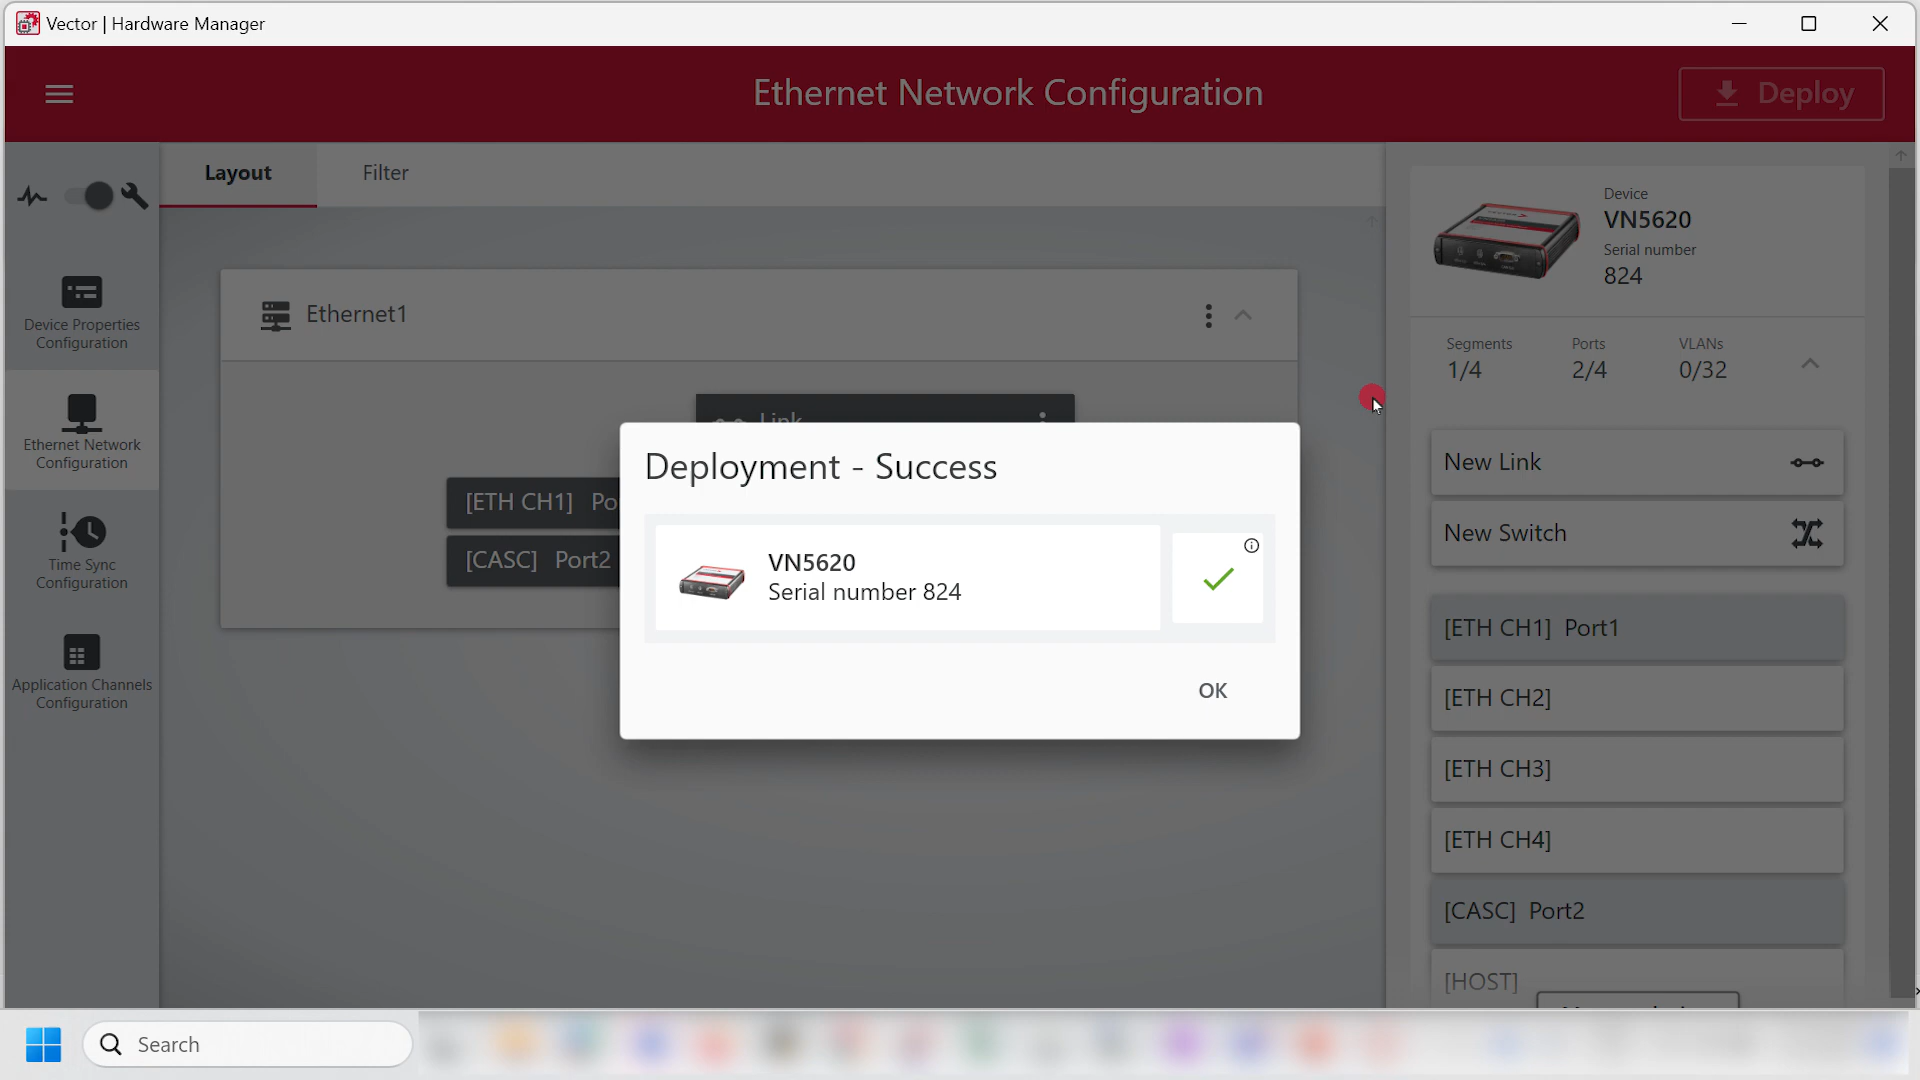 Vector | Hardware Manager
Ethernet Network Configuration
Deploy
Layout
Filter
Device Properties
Configuration
Ethernet Network
Configuration
Time Sync
Configuration
Application Channels
Configuration
Ethernet1
Link
[ETH CH1]
[CASC] Port2
Deployment - Success
VN5620
Serial number 824
OK
Device
VN5620
Serial number
824
Segments
1/4
Ports
2/4
VLANs
0/32
New Link
New Switch
[ETH CH1] Port1
[ETH CH2]
[ETH CH3]
[ETH CH4]
[CASC] Port2
[HOST]
Search